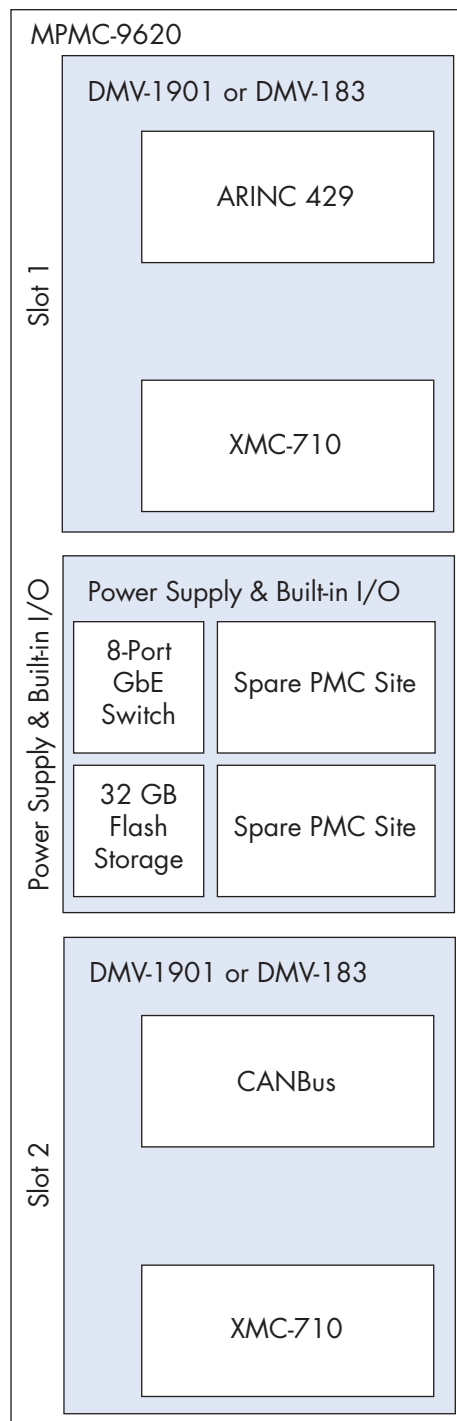 MPMC-9620
Slot 1
DMV-1901 or DMV-183
ARINC 429
XMC-710
Power Supply & Built-in I/O
Power Supply & Built-in I/O
8-Port
GbE
Switch
Spare PMC Site
32 GB
Flash
Storage
Spare PMC Site
Slot 2
DMV-1901 or DMV-183
CANBus
XMC-710